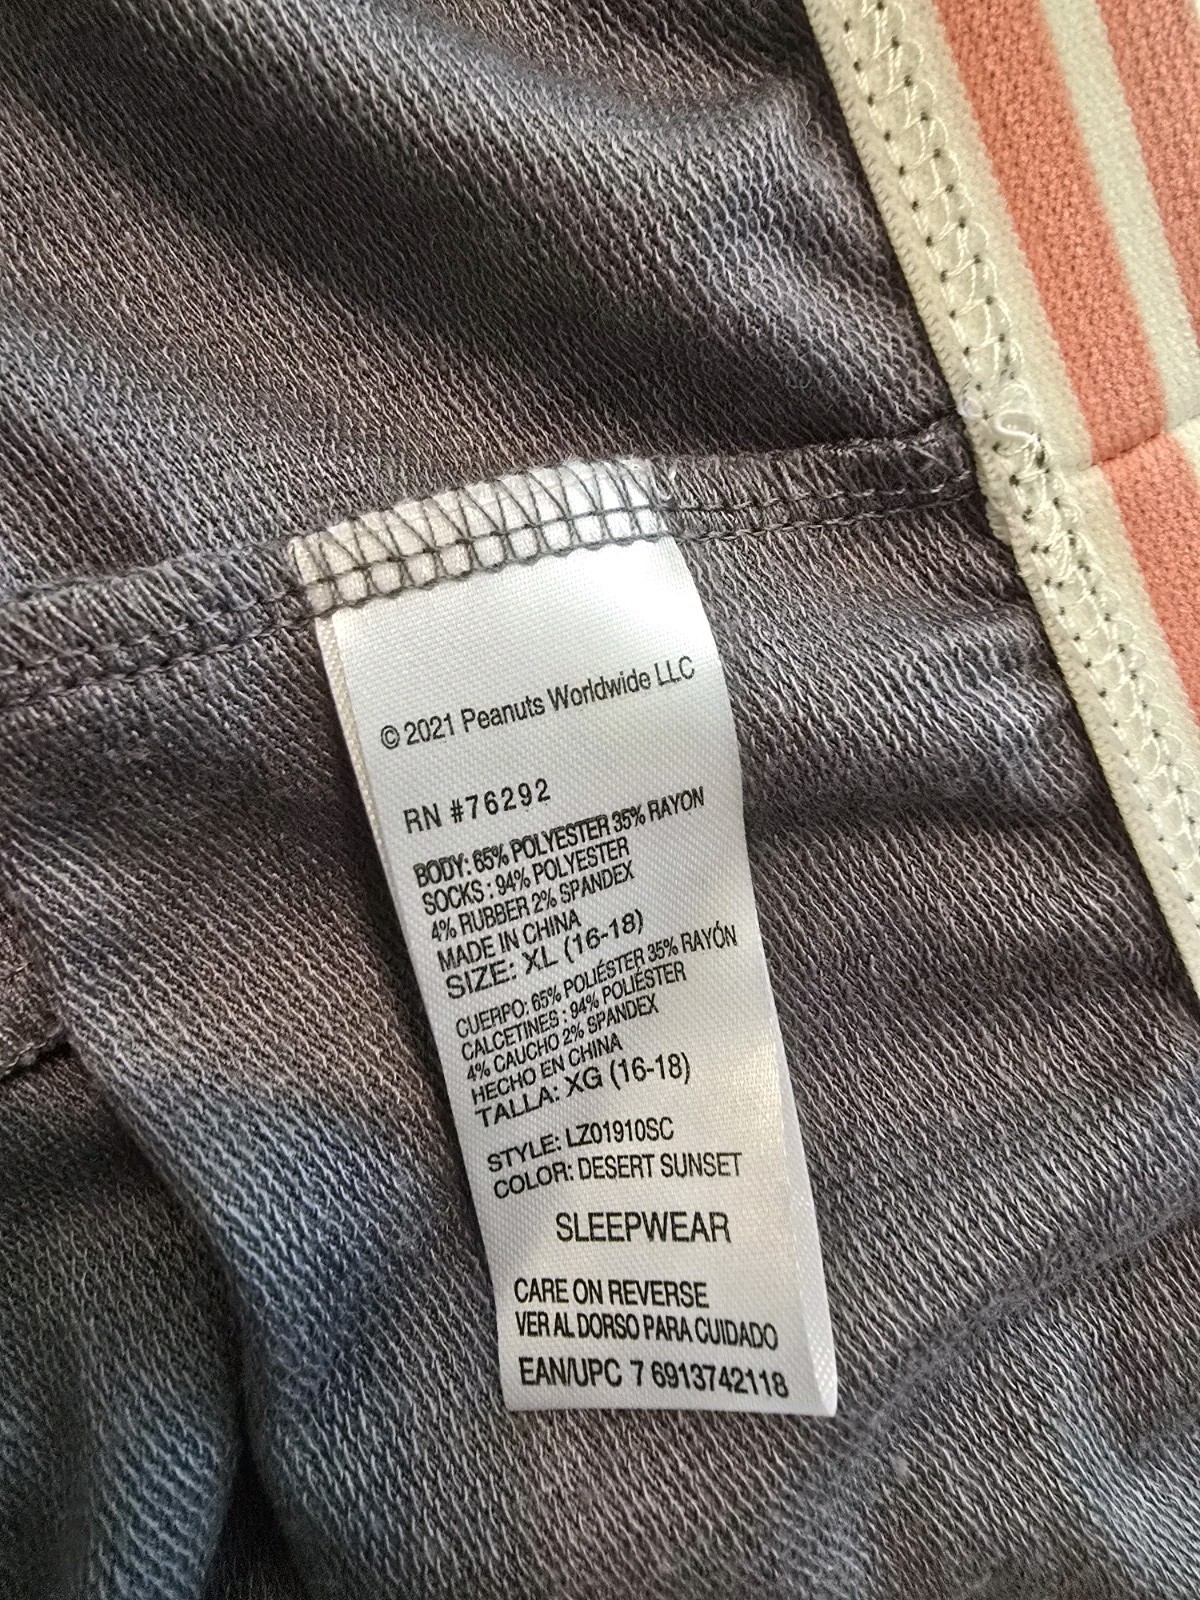 © 2021 Peanuts Worldwide LLC
RN #76292
BODY: 65% POLYESTER 35% RAYON
SOCKS : 94% POLYESTER
4% RUBBER 2% SPANDEX
MADE IN CHINA
SIZE: XL (16-18)
CUERPO: 65% POLIÉSTER 35% RAYÓN
CALCETINES : 94% POLIÉSTER
4% CAUCHO 2% SPANDEX
HECHO EN CHINA
TALLA: XG (16-18)
STYLE: LZ01910SC
COLOR: DESERT SUNSET
SLEEPWEAR
CARE ON REVERSE
VER AL DORSO PARA CUIDADO
EAN/UPC 7 6913742118